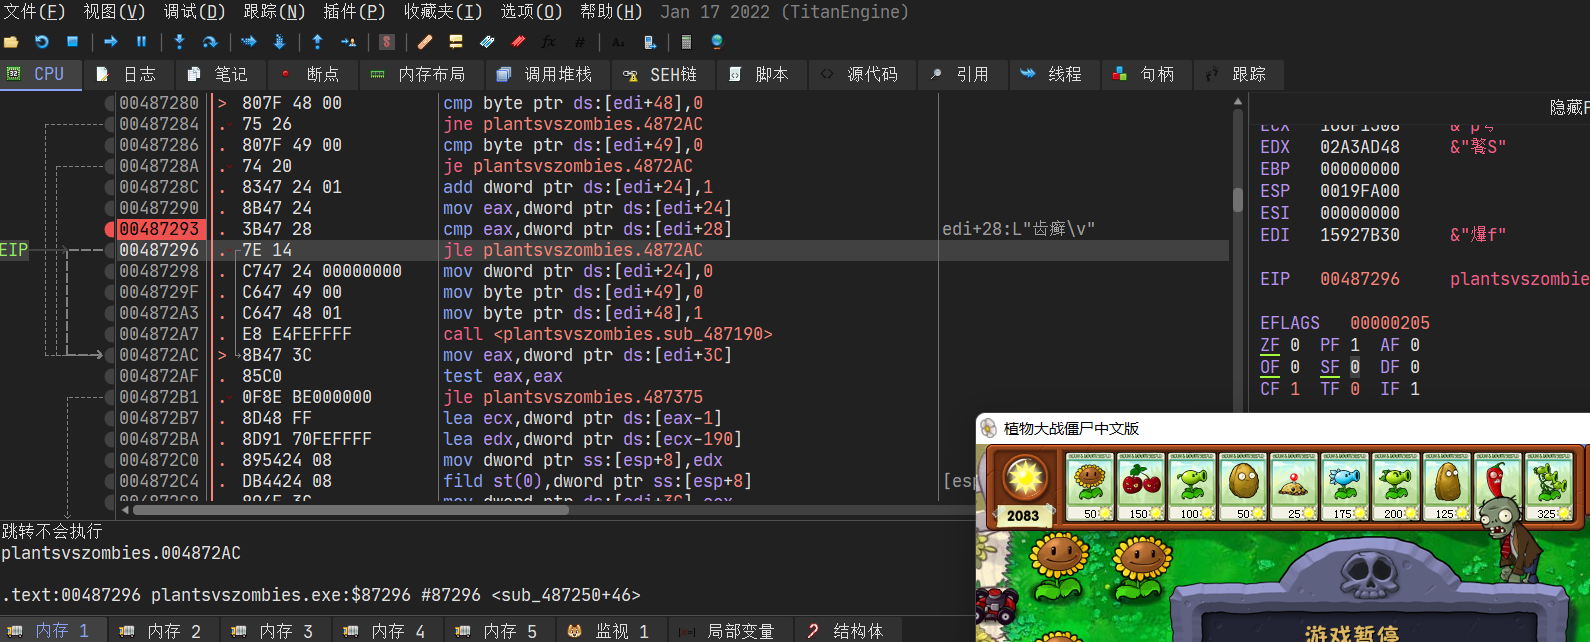 文件(F) 视图(V) 调试(D) 跟踪(N) 插件(P) 收藏夹(I) 选项(O) 帮助(H) Jan 17 2022 (TitanEngine)
CPU 日志 笔记 断点 内存布局 调用堆栈 SEH链 脚本 源代码 引用 线程 句柄 跟踪
00487280 > 807F 48 00 cmp byte ptr ds:[edi+48],0
00487284 . 75 26 jne plantsvszombies.4872AC
00487286 . 807F 49 00 cmp byte ptr ds:[edi+49],0
0048728A . 74 20 je plantsvszombies.4872AC
0048728C . 8347 24 01 add dword ptr ds:[edi+24],1
00487290 . 8B47 24 mov eax,dword ptr ds:[edi+24]
00487293 . 3B47 28 cmp eax,dword ptr ds:[edi+28] edi+28:L"齿癣\v"
EIP 00487296 . 7E 14 jle plantsvszombies.4872AC
00487298 . C747 24 00000000 mov dword ptr ds:[edi+24],0
0048729F . C647 49 00 mov byte ptr ds:[edi+49],0
004872A3 . C647 48 01 mov byte ptr ds:[edi+48],1
004872A7 . E8 E4FEFFFF call <plantsvszombies.sub_487190>
004872AC > 8B47 3C mov eax,dword ptr ds:[edi+3C]
004872AF . 85C0 test eax,eax
004872B1 . 0F8E BE000000 jle plantsvszombies.487375
004872B7 . 8D48 FF lea ecx,dword ptr ds:[eax-1]
004872BA . 8D91 70FEFFFF lea edx,dword ptr ds:[ecx-190]
004872C0 . 895424 08 mov dword ptr ss:[esp+8],edx
004872C4 . DB4424 08 fild st(0),dword ptr ss:[esp+8] [esp
隐藏F
ECX 166F1308
EDX 02A3AD48 &"餮S"
EBP 00000000
ESP 0019FA00
ESI 00000000
EDI 15927B30 &"爆f"
EIP 00487296 plantsvszombie
EFLAGS 00000205
ZF 0 PF 1 AF 0
OF 0 SF 0 DF 0
CF 1 TF 0 IF 1
跳转不会执行
plantsvszombies.004872AC
.text:00487296 plantsvszombies.exe:$87296 #87296 <sub_487250+46>
内存 1 内存 2 内存 3 内存 4 内存 5 监视 1 局部变量 结构体
植物大战僵尸中文版
2083 50 150 100 50 25 175 200 125 325
游戏暂停